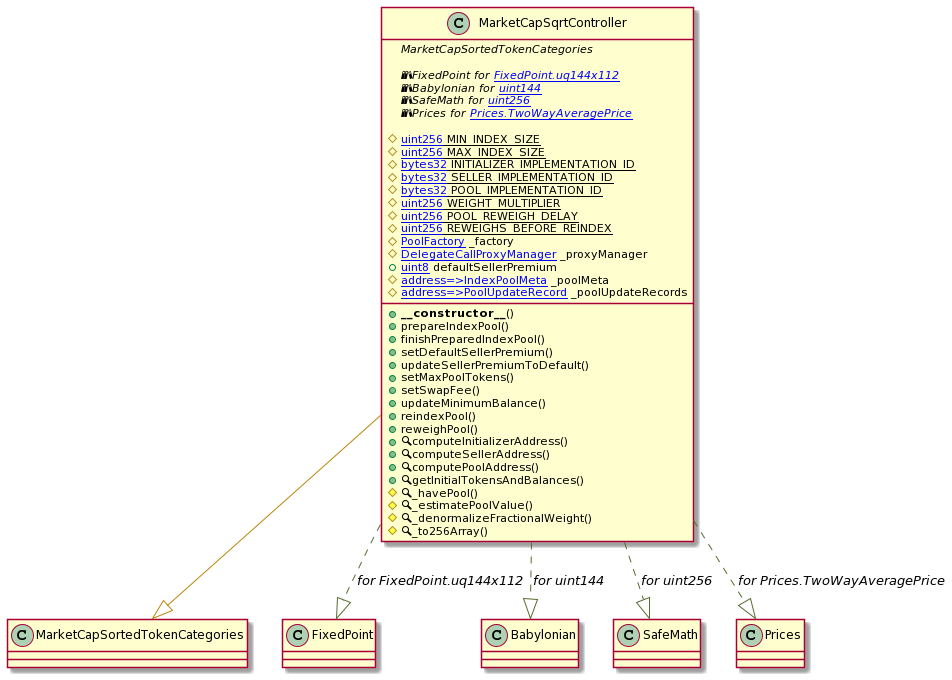 C MarketCapSqrtController
MarketCapSortedTokenCategories
FixedPoint for FixedPoint.uq144x112
Babylonian for uint144
SafeMath for uint256
Prices for Prices.TwoWayAveragePrice
uint256 MIN_INDEX_SIZE
uint256 MAX_INDEX_SIZE
bytes32 INITIALIZER_IMPLEMENTATION_ID
bytes32 SELLER_IMPLEMENTATION_ID
bytes32 POOL_IMPLEMENTATION_ID
uint256 WEIGHT_MULTIPLIER
uint256 POOL_REWEIGH_DELAY
uint256 REWEIGHS_BEFORE_REINDEX
PoolFactory _factory
DelegateCallProxyManager _proxyManager
uint8 defaultSellerPremium
address=>IndexPoolMeta _poolMeta
address=>PoolUpdateRecord _poolUpdateRecords
__constructor__()
prepareIndexPool()
finishPreparedIndexPool()
setDefaultSellerPremium()
updateSellerPremiumToDefault()
setMaxPoolTokens()
setSwapFee()
updateMinimumBalance()
reindexPool()
reweighPool()
computeInitializerAddress()
computeSellerAddress()
computePoolAddress()
getInitialTokensAndBalances()
_havePool()
_estimatePoolValue()
_denormalizeFractionalWeight()
_to256Array()
for FixedPoint.uq144x112 for uint144 for uint256 for Prices.TwoWayAveragePrice
C MarketCapSortedTokenCategories C FixedPoint C Babylonian C SafeMath C Prices